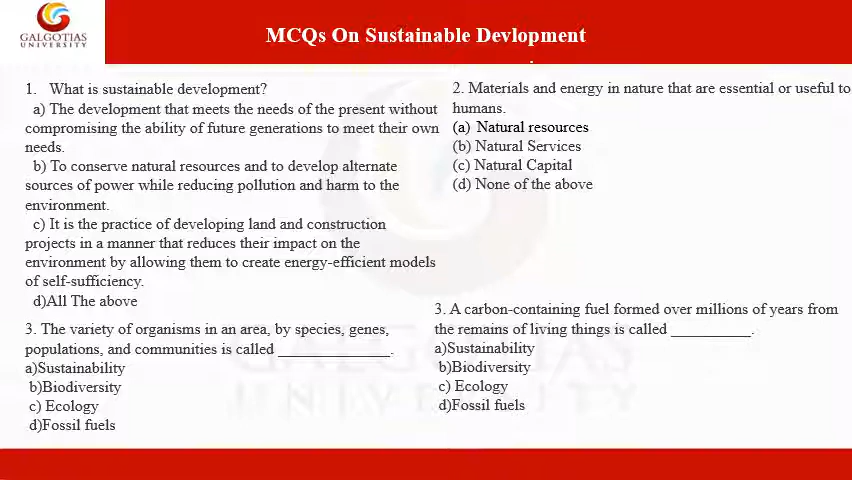 GALGOTIAS
UNIVERSITY
MCQs On Sustainable Devlopment
1. What is sustainable development?
a) The development that meets the needs of the present without
compromising the ability of future generations to meet their own
needs.
b) To conserve natural resources and to develop alternate
sources of power while reducing pollution and harm to the
environment.
c) It is the practice of developing land and construction
projects in a manner that reduces their impact on the
environment by allowing them to create energy-efficient models
of self-sufficiency.
d)All The above
3. The variety of organisms in an area, by species, genes,
populations, and communities is called ______________.
a)Sustainability
b)Biodiversity
c) Ecology
d)Fossil fuels
2. Materials and energy in nature that are essential or useful to
humans.
(a) Natural resources
(b) Natural Services
(c) Natural Capital
(d) None of the above
3. A carbon-containing fuel formed over millions of years from
the remains of living things is called __________.
a)Sustainability
b)Biodiversity
c) Ecology
d)Fossil fuels
GALGOTIAS
UNIVERSITY